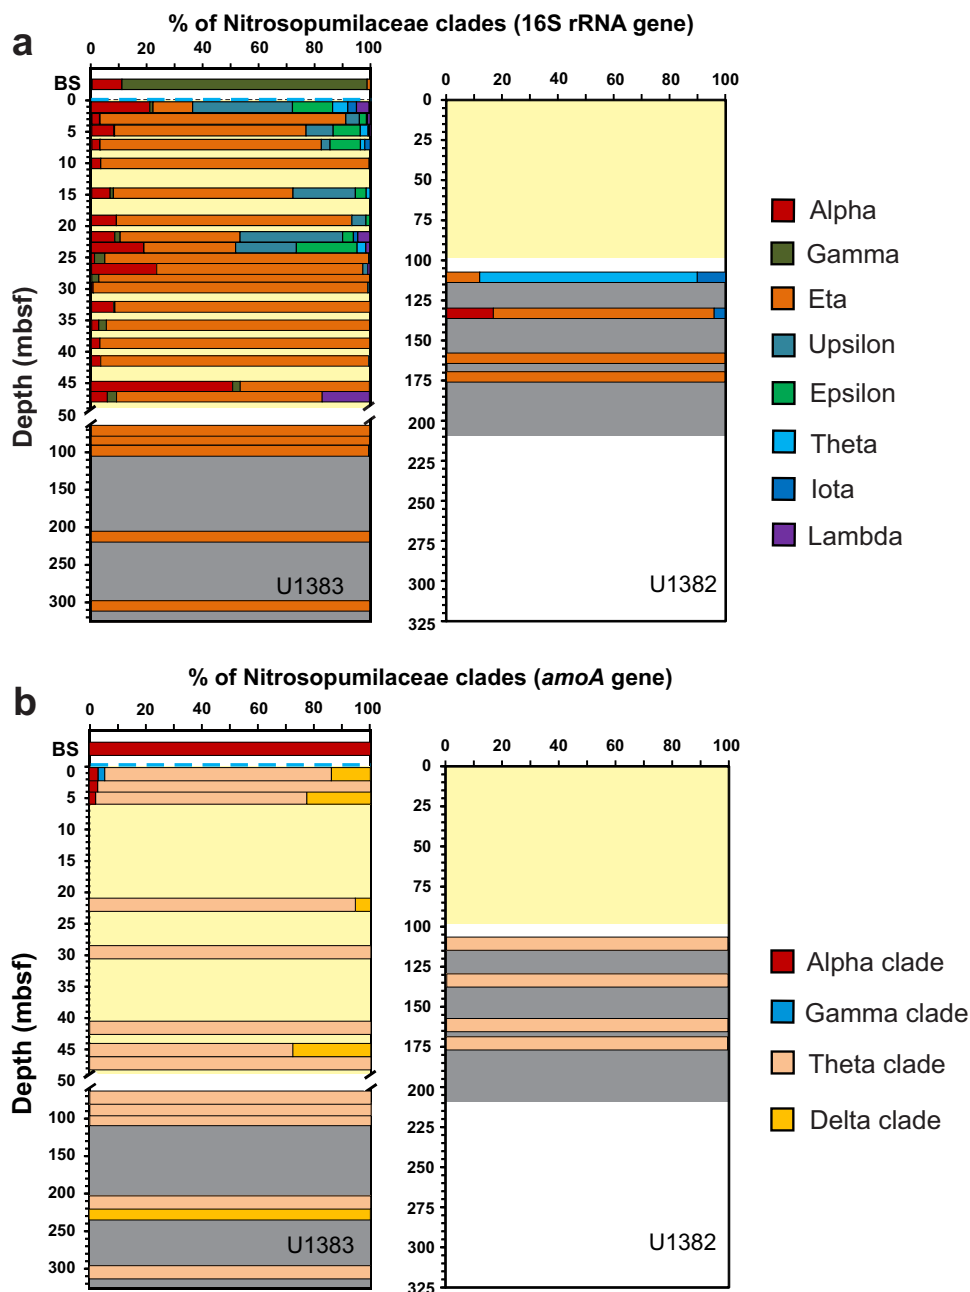 a
% of Nitrosopumilaceae clades (16S rRNA gene)
0 20 40 60 80 100
0 20 40 60 80 100
BS
0
5
10
15
20
25
30
35
40
45
50
100
150
200
250
300
Depth (mbsf)
U1383
0
25
50
75
100
125
150
175
200
225
250
275
300
325
U1382
Alpha
Gamma
Eta
Upsilon
Epsilon
Theta
Iota
Lambda
b
% of Nitrosopumilaceae clades (amoA gene)
0 20 40 60 80 100
0 20 40 60 80 100
BS
0
5
10
15
20
25
30
35
40
45
50
100
150
200
250
300
Depth (mbsf)
U1383
0
25
50
75
100
125
150
175
200
225
250
275
300
325
U1382
Alpha clade
Gamma clade
Theta clade
Delta clade